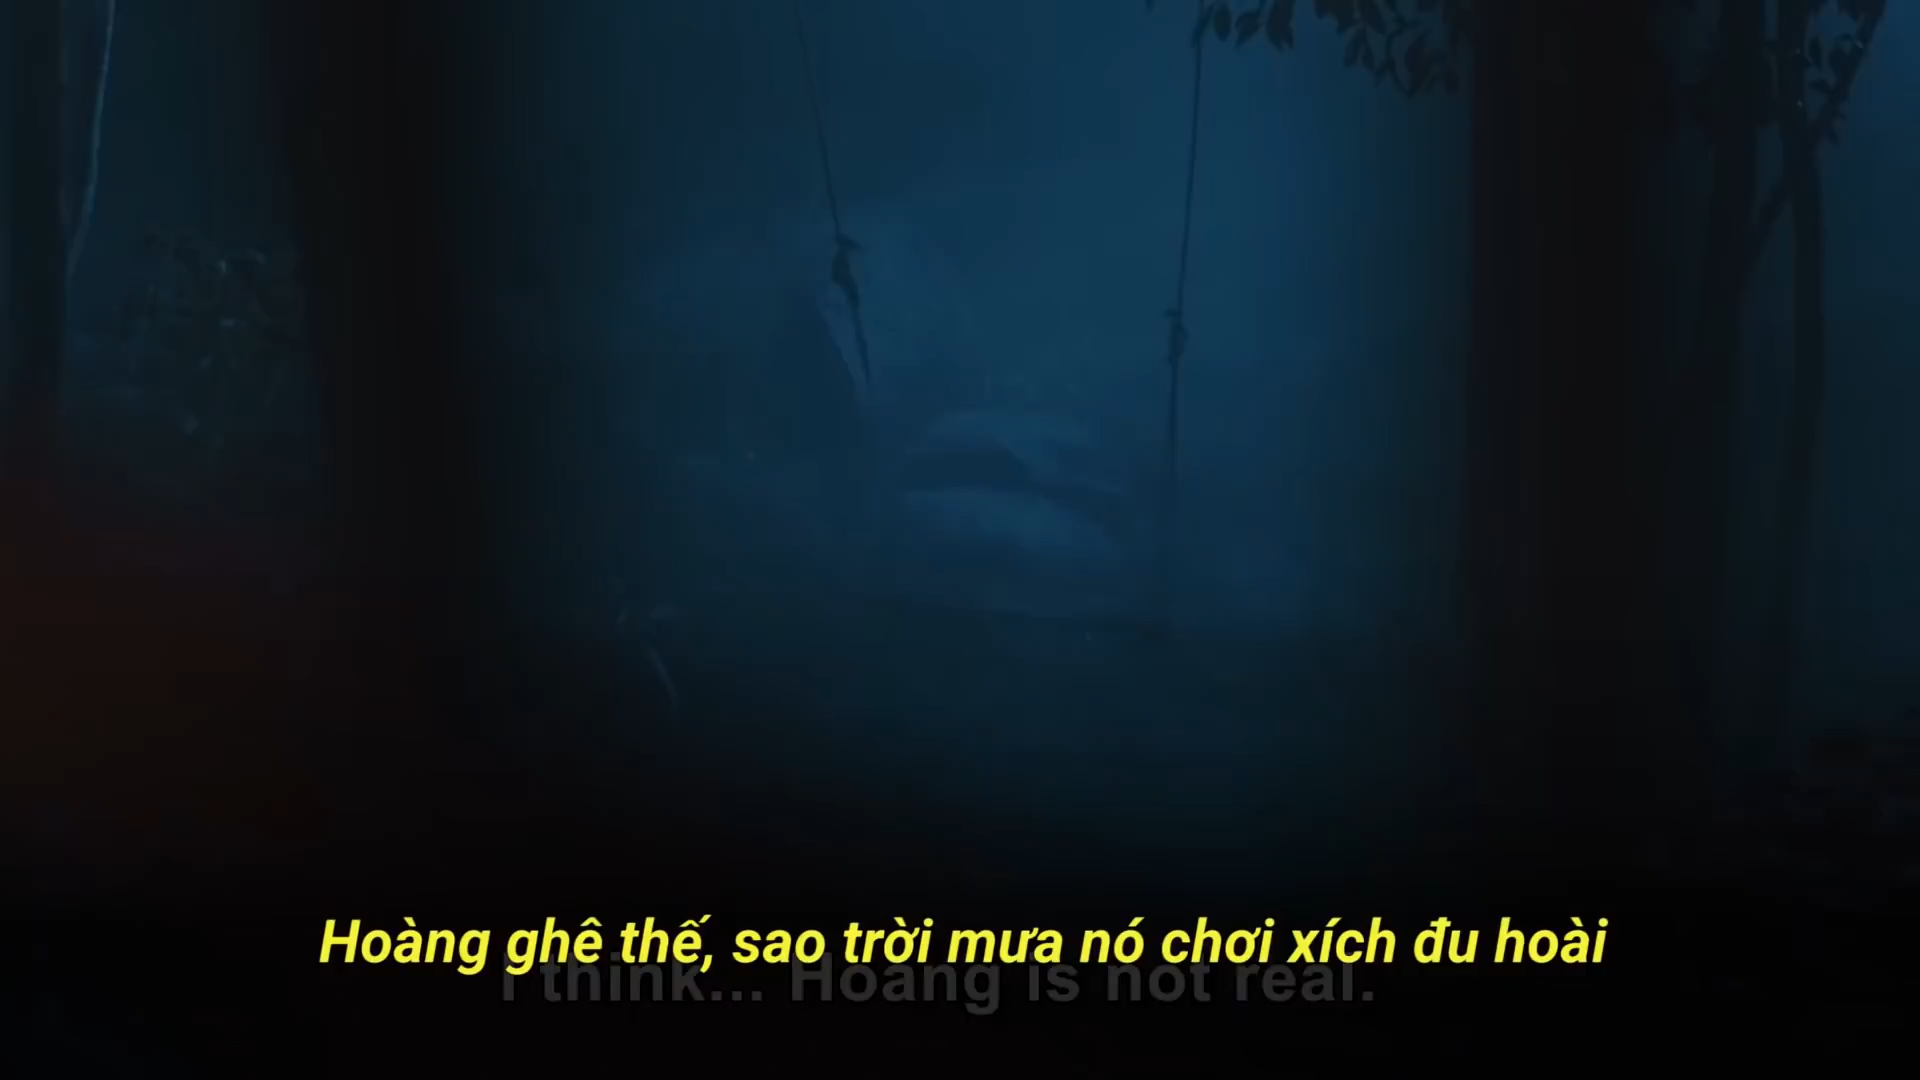 Hoàng ghê thế, sao trời mưa nó chơi xích đu hoài
I think... Hoang is not real.